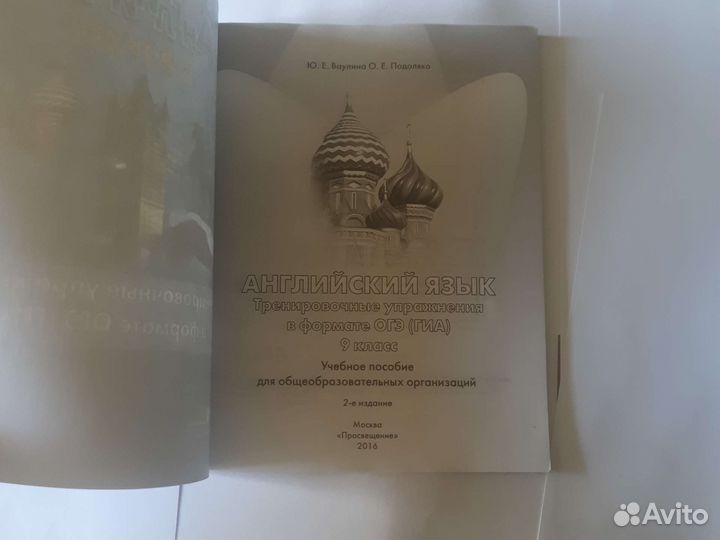 Ю. Е. Ваулина О. Е. Подоляко
АНГЛИЙСКИЙ ЯЗЫК
Тренировочные упражнения
в формате ОГЭ (ГИА)
9 класс
Учебное пособие
для общеобразовательных организаций
2-е издание
Москва
«Просвещение»
2016
Avito